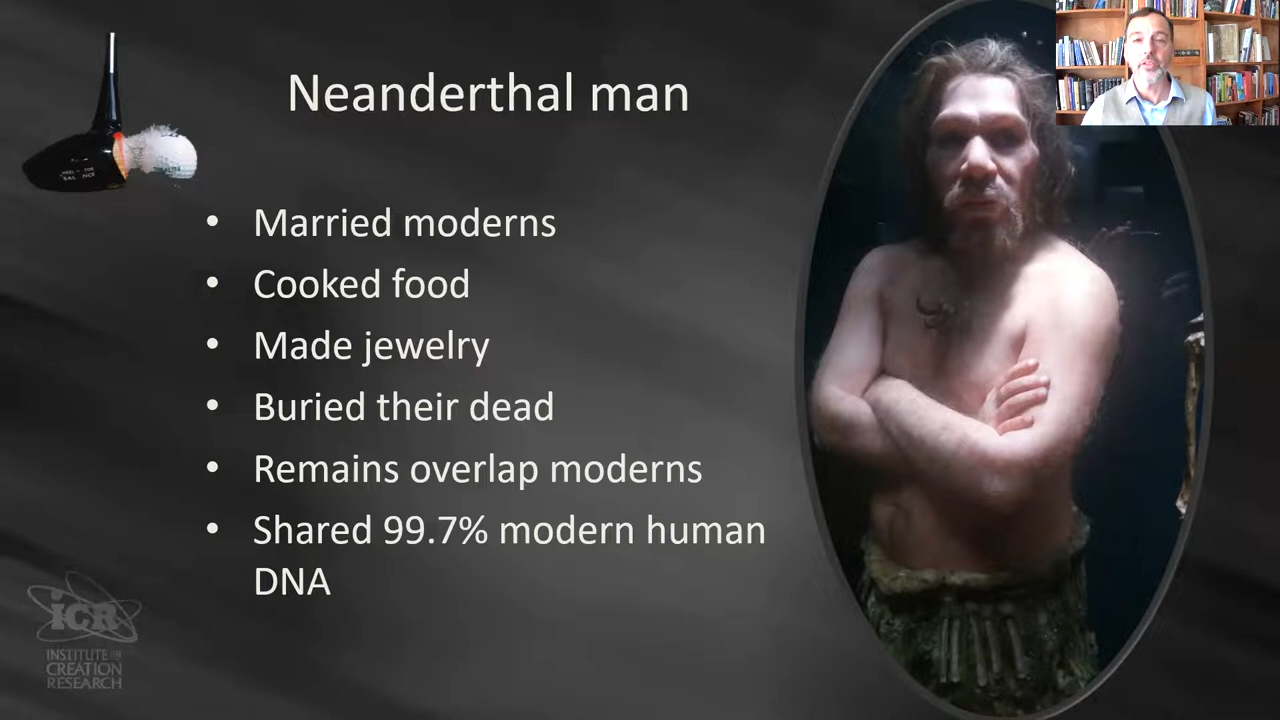 Neanderthal man
• Married moderns
• Cooked food
• Made jewelry
• Buried their dead
• Remains overlap moderns
• Shared 99.7% modern human
DNA
iCR
INSTITUTE FOR
CREATION
RESEARCH